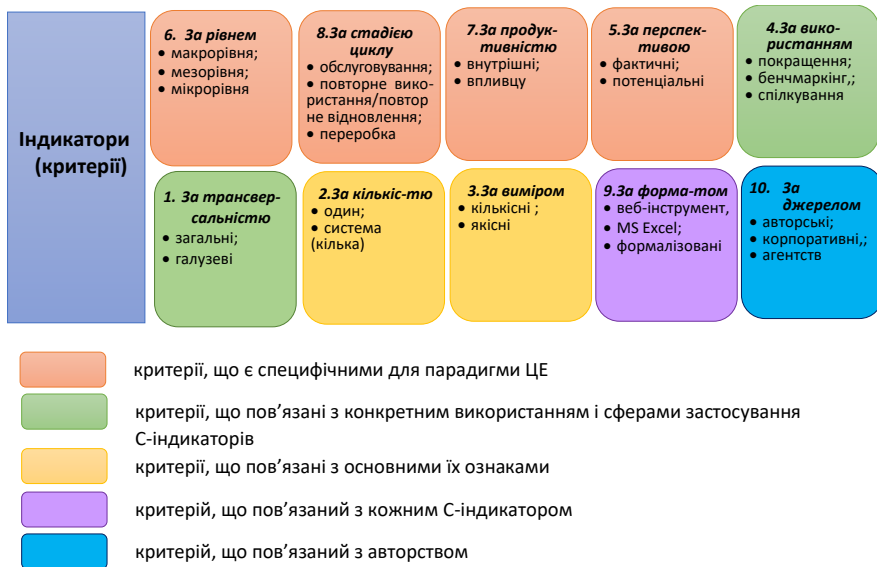 Індикатори
(критерії)
6. За рівнем
• макрорівня;
• мезорівня;
• мікрорівня
8.За стадією
циклу
• обслуговування;
• повторне вико-
ристання/повтор
не відновлення;
• переробка
7.За продук-
тивністю
• внутрішні;
• впливцу
5.За перспек-
тивою
• фактичні;
• потенціальні
4.За вико-
ристанням
• покращення;
• бенчмаркінг,;
• спілкування
1. За трансвер-
сальністю
• загальні;
• галузеві
2.За кількіс-тю
• один;
• система
(кілька)
3.За виміром
• кількісні ;
• якісні
9.За форма-том
• веб-інструмент,
• MS Excel;
• формалізовані
10. За
джерелом
• авторські;
• корпоративні,;
• агентств
критерії, що є специфічними для парадигми ЦЕ
критерії, що пов’язані з конкретним використанням і сферами застосування
С-індикаторів
критерії, що пов’язані з основними їх ознаками
критерій, що пов’язаний з кожним С-індикатором
критерій, що пов’язаний з авторством